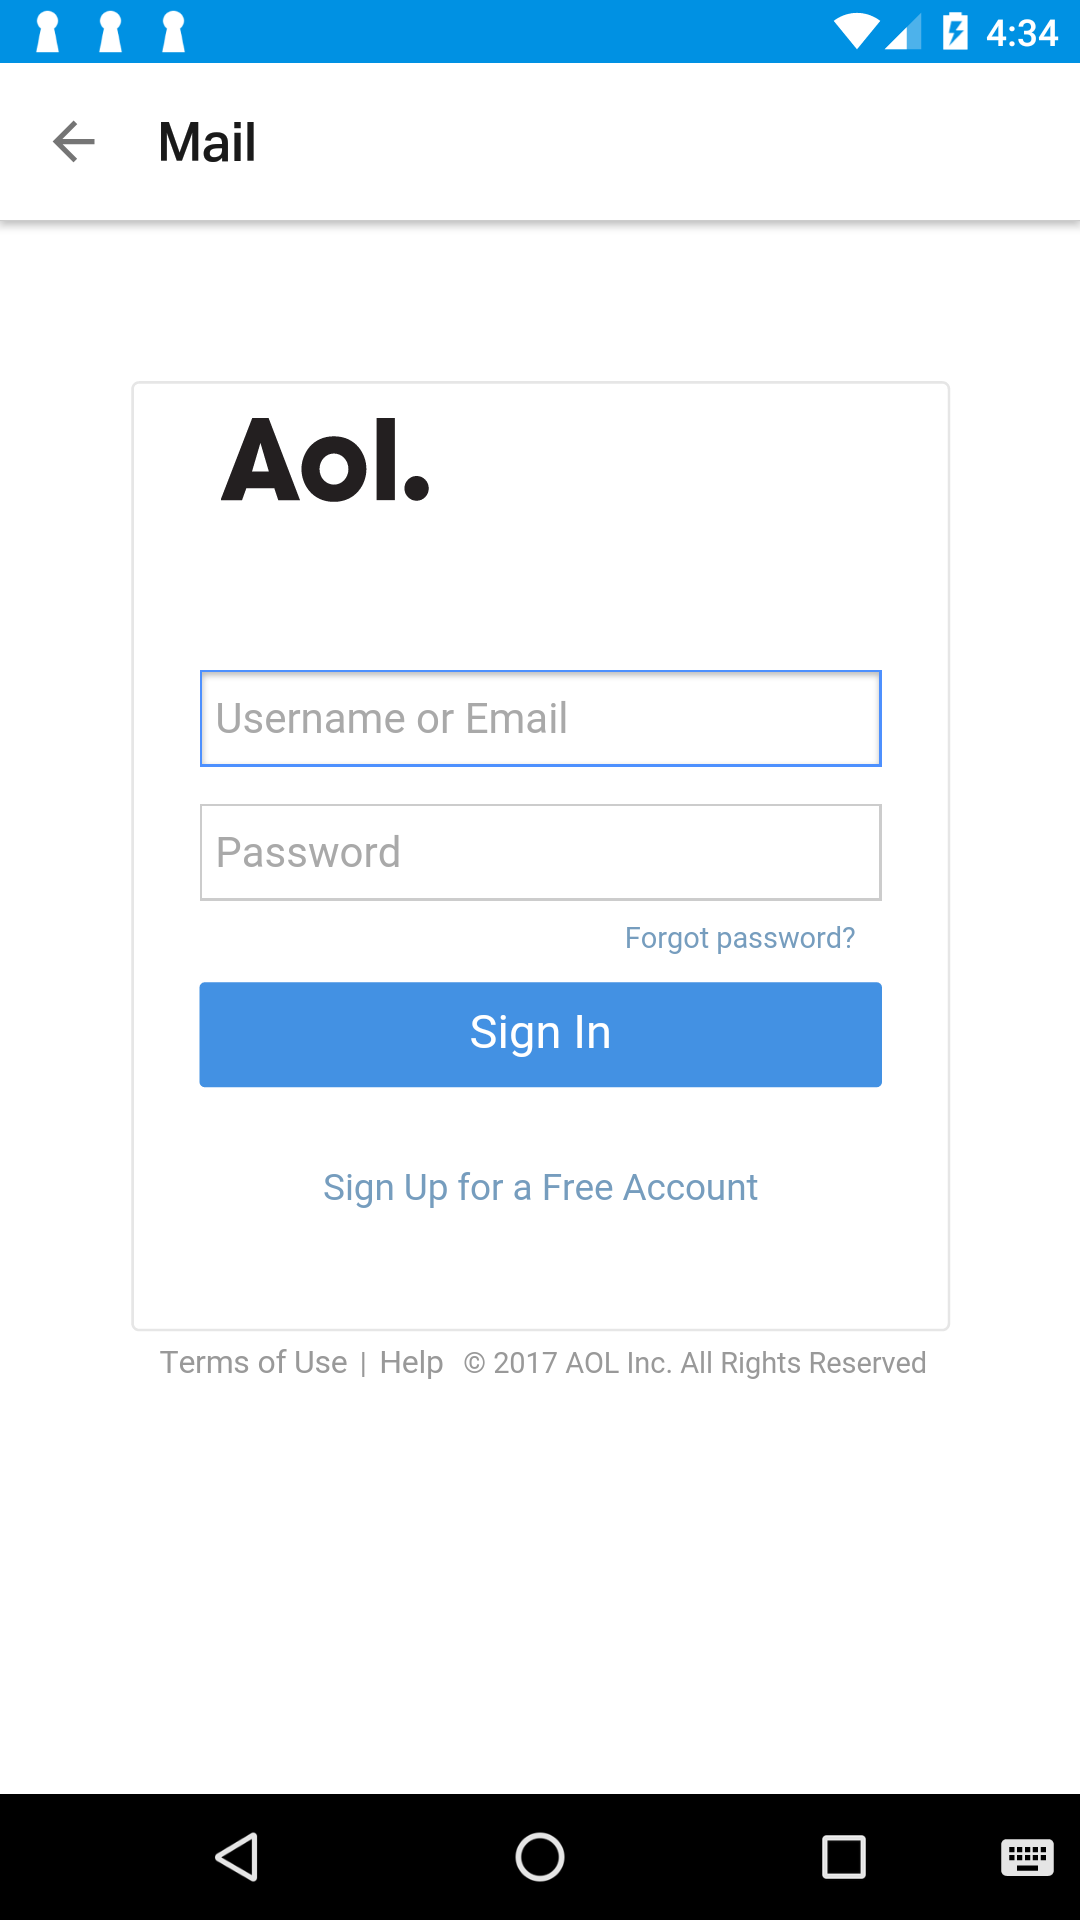 4:34
Mail
Aol.
Username or Email
Password
Forgot password?
Sign In
Sign Up for a Free Account
Terms of Use | Help © 2017 AOL Inc. All Rights Reserved